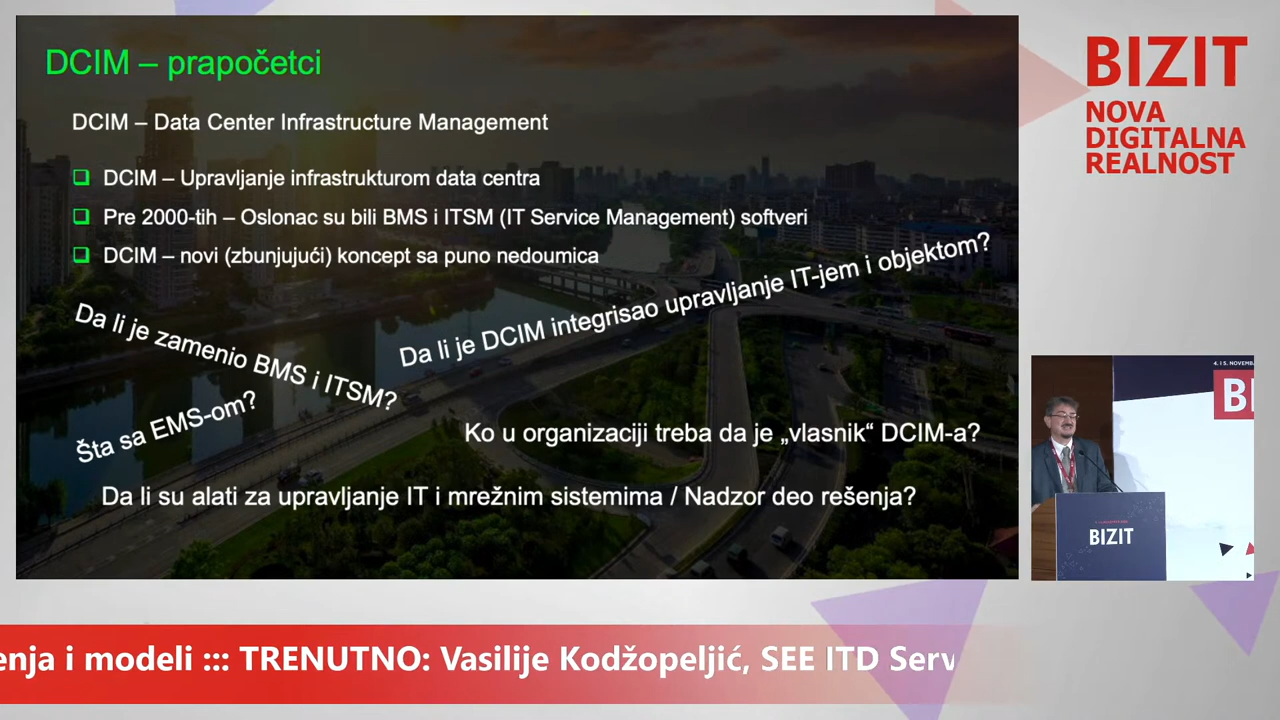 DCIM – prapočetci
DCIM – Data Center Infrastructure Management
DCIM – Upravljanje infrastrukturom data centra
Pre 2000-tih – Oslonac su bili BMS i ITSM (IT Service Management) softveri
DCIM – novi (zbunjujući) koncept sa puno nedoumica
Da li je zamenio BMS i ITSM?
Da li je DCIM integrisao upravljanje IT-jem i objektom?
Šta sa EMS-om?
Ko u organizaciji treba da je „vlasnik“ DCIM-a?
Da li su alati za upravljanje IT i mrežnim sistemima / Nadzor deo rešenja?
BIZIT
NOVA
DIGITALNA
REALNOST
4. i 5. NOVEMB
BI
BIZIT
enja i modeli ::: TRENUTNO: Vasilije Kodžopeljić, SEE ITD Serv